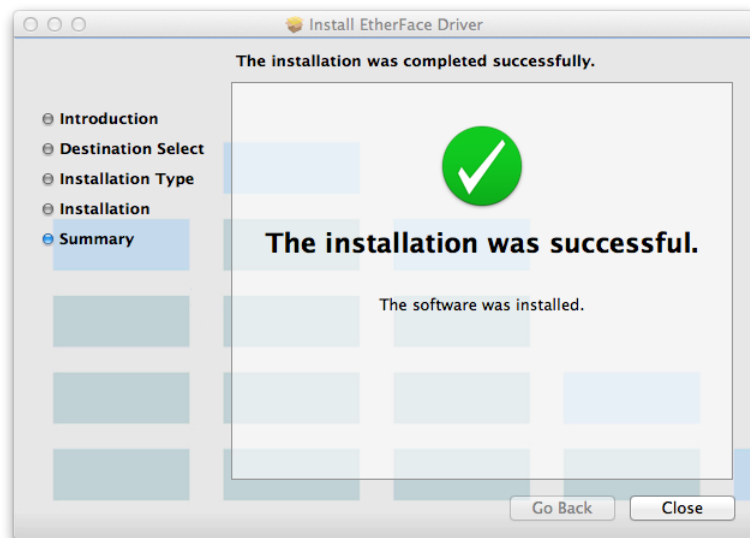 Install EtherFace Driver
The installation was completed successfully.
Introduction
Destination Select
Installation Type
Installation
Summary
The installation was successful.
The software was installed.
Go Back
Close